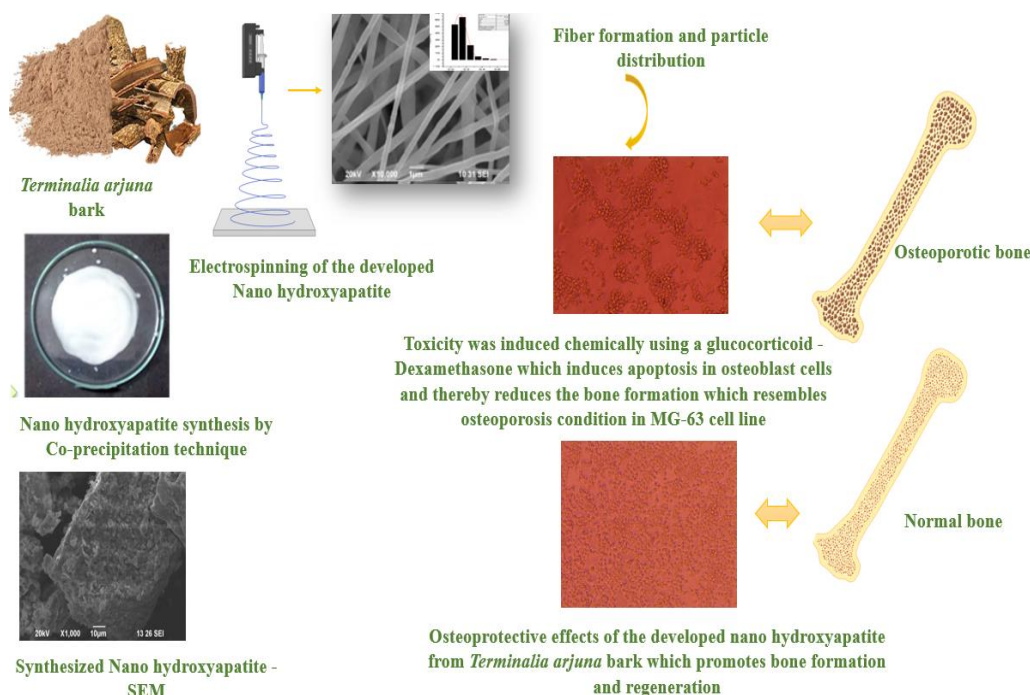 Terminalia arjuna
bark
Nano hydroxyapatite synthesis by
Co-precipitation technique
20kV X1,000 10µm 13 26 SEI
Synthesized Nano hydroxyapatite -
SEM
20kV X10,000 1µm 10 31 SEI
Electrospinning of the developed
Nano hydroxyapatite
Fiber formation and particle
distribution
Osteoporotic bone
Toxicity was induced chemically using a glucocorticoid -
Dexamethasone which induces apoptosis in osteoblast cells
and thereby reduces the bone formation which resembles
osteoporosis condition in MG-63 cell line
Normal bone
Osteoprotective effects of the developed nano hydroxyapatite
from Terminalia arjuna bark which promotes bone formation
and regeneration